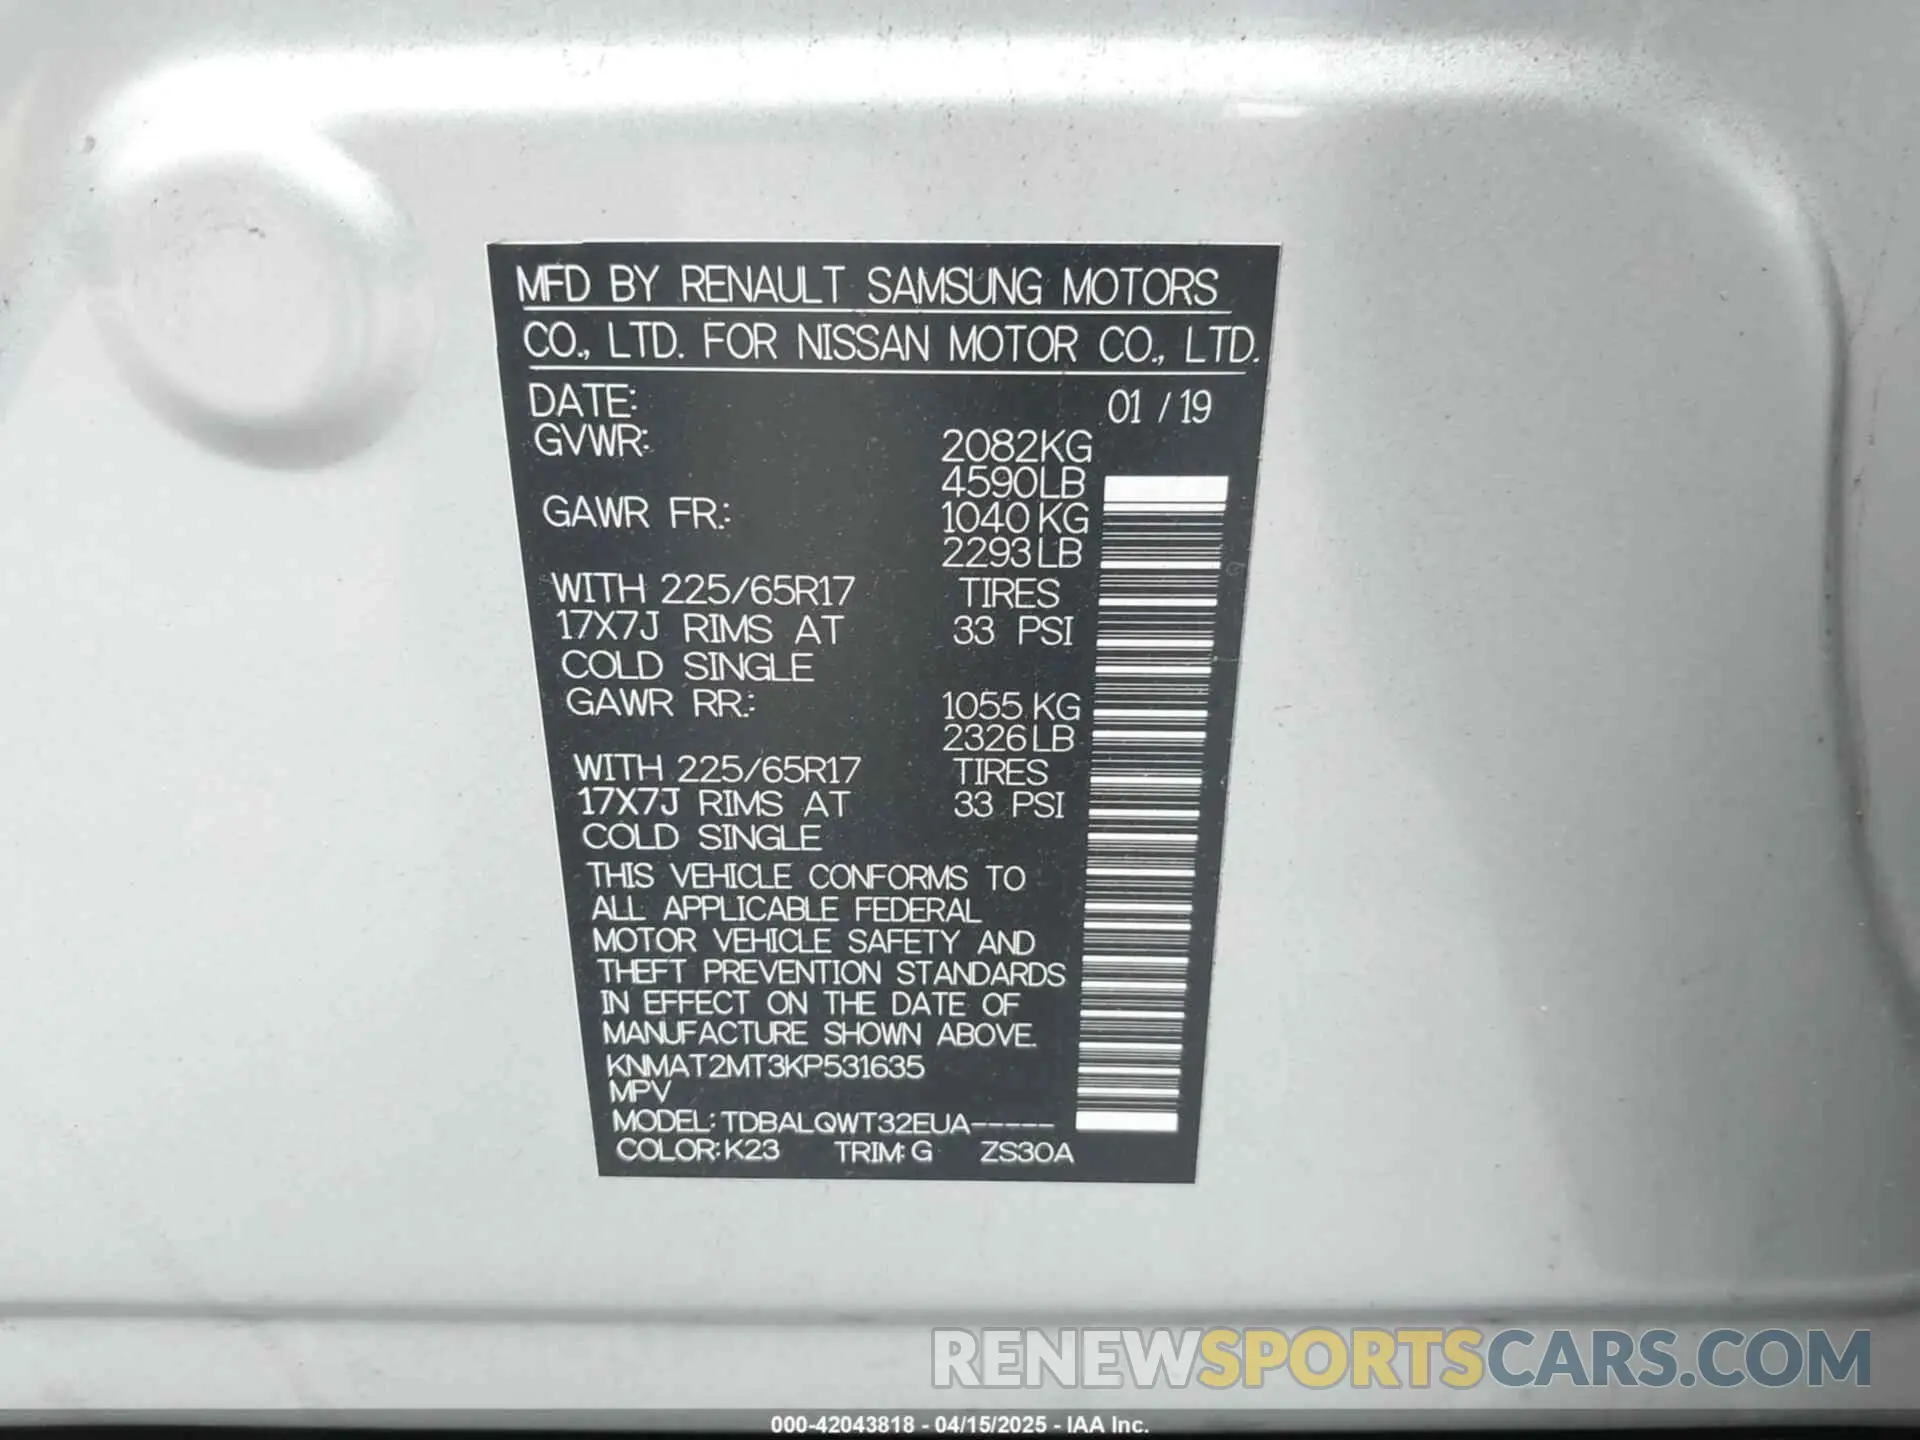 MFD BY RENAULT SAMSUNG MOTORS
CO., LTD. FOR NISSAN MOTOR CO., LTD.
DATE: 01 / 19
GVWR: 2082KG
4590LB
GAWR FR.: 1040 KG
2293LB
WITH 225/65R17 TIRES
17X7J RIMS AT 33 PSI
COLD SINGLE
GAWR RR.: 1055 KG
2326LB
WITH 225/65R17 TIRES
17X7J RIMS AT 33 PSI
COLD SINGLE
THIS VEHICLE CONFORMS TO
ALL APPLICABLE FEDERAL
MOTOR VEHICLE SAFETY AND
THEFT PREVENTION STANDARDS
IN EFFECT ON THE DATE OF
MANUFACTURE SHOWN ABOVE.
KNMAT2MT3KP531635
MPV
MODEL: TDBALQWT32EUA-----
COLOR: K23 TRIM: G ZS30A
RENEWSPORTSCARS.COM
000-42043818 - 04/15/2025 - IAA Inc.